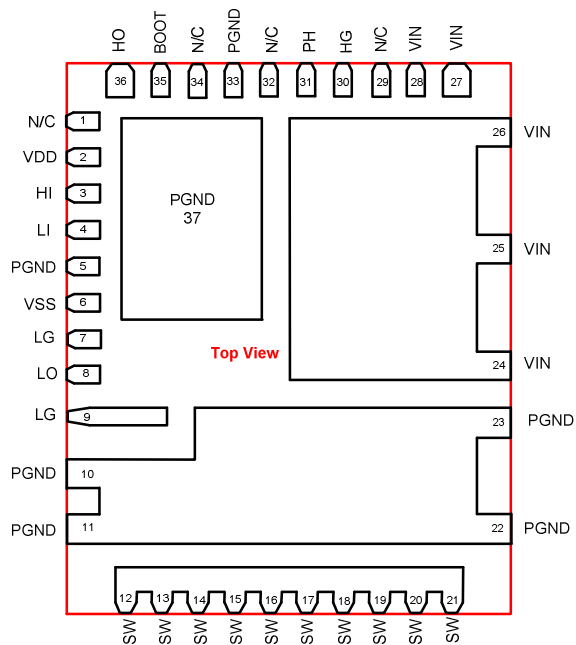 HO BOOT N/C PGND N/C PH HG N/C VIN VIN
36 35 34 33 32 31 30 29 28 27
N/C 1
26 VIN
VDD 2
HI 3
PGND
37
LI 4
25 VIN
PGND 5
VSS 6
LG 7
Top View
24 VIN
LO 8
LG 9
23 PGND
PGND 10
PGND 11
22 PGND
12 13 14 15 16 17 18 19 20 21
SW SW SW SW SW SW SW SW SW SW